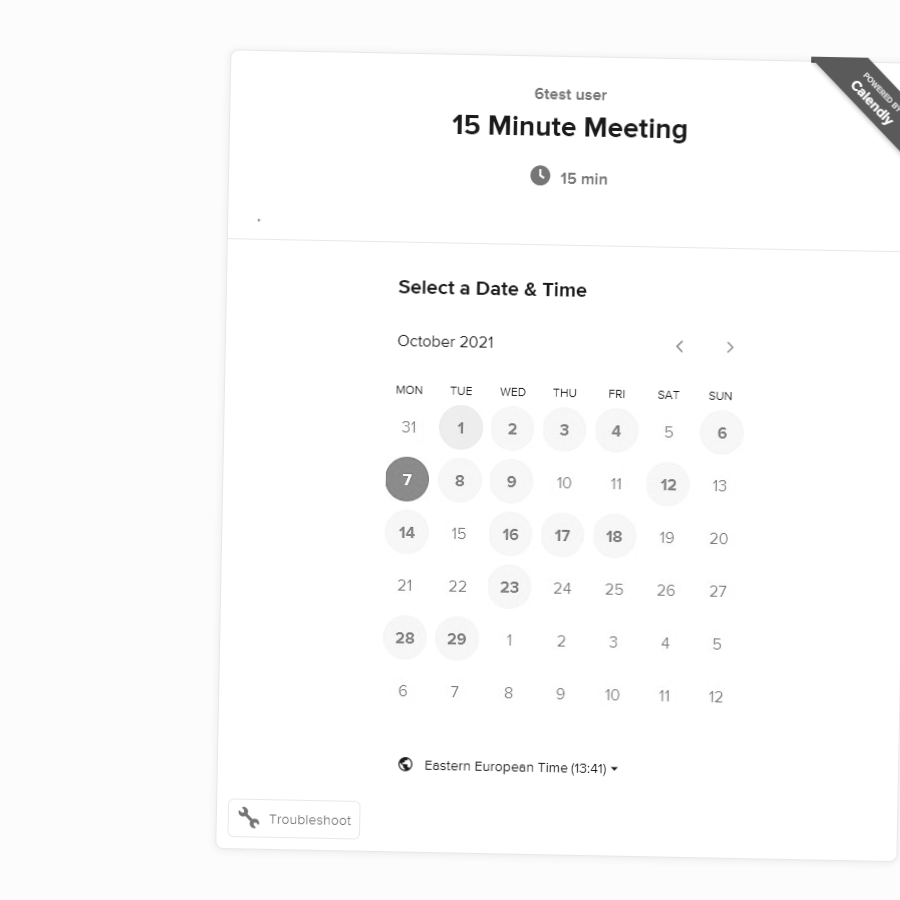 POWERED BY
Calendly
6test user
15 Minute Meeting
15 min
.
Select a Date & Time
October 2021
MON TUE WED THU FRI SAT SUN
31 1 2 3 4 5 6
7 8 9 10 11 12 13
14 15 16 17 18 19 20
21 22 23 24 25 26 27
28 29 1 2 3 4 5
6 7 8 9 10 11 12
Eastern European Time (13:41)
Troubleshoot